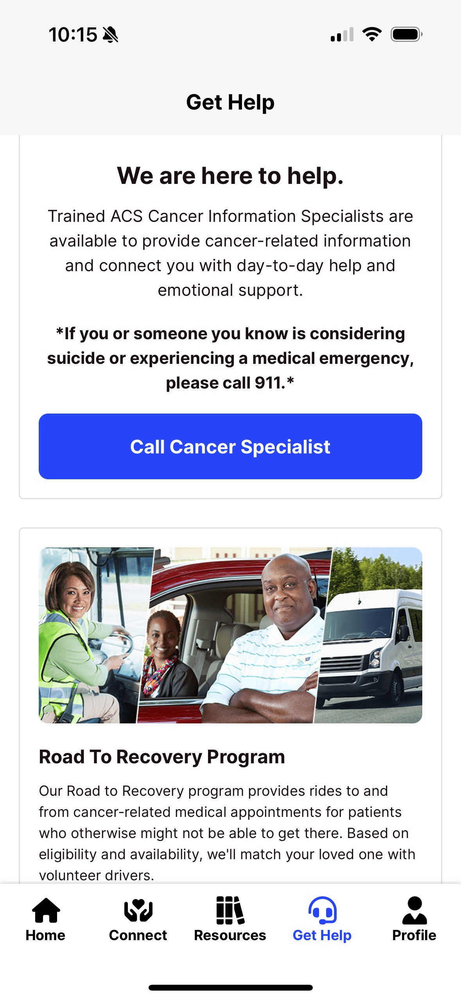 10:15
Get Help
We are here to help.
Trained ACS Cancer Information Specialists are
available to provide cancer-related information
and connect you with day-to-day help and
emotional support.
*If you or someone you know is considering
suicide or experiencing a medical emergency,
please call 911.*
Call Cancer Specialist
Road To Recovery Program
Our Road to Recovery program provides rides to and
from cancer-related medical appointments for patients
who otherwise might not be able to get there. Based on
eligibility and availability, we'll match your loved one with
volunteer drivers.
Home
Connect
Resources
Get Help
Profile